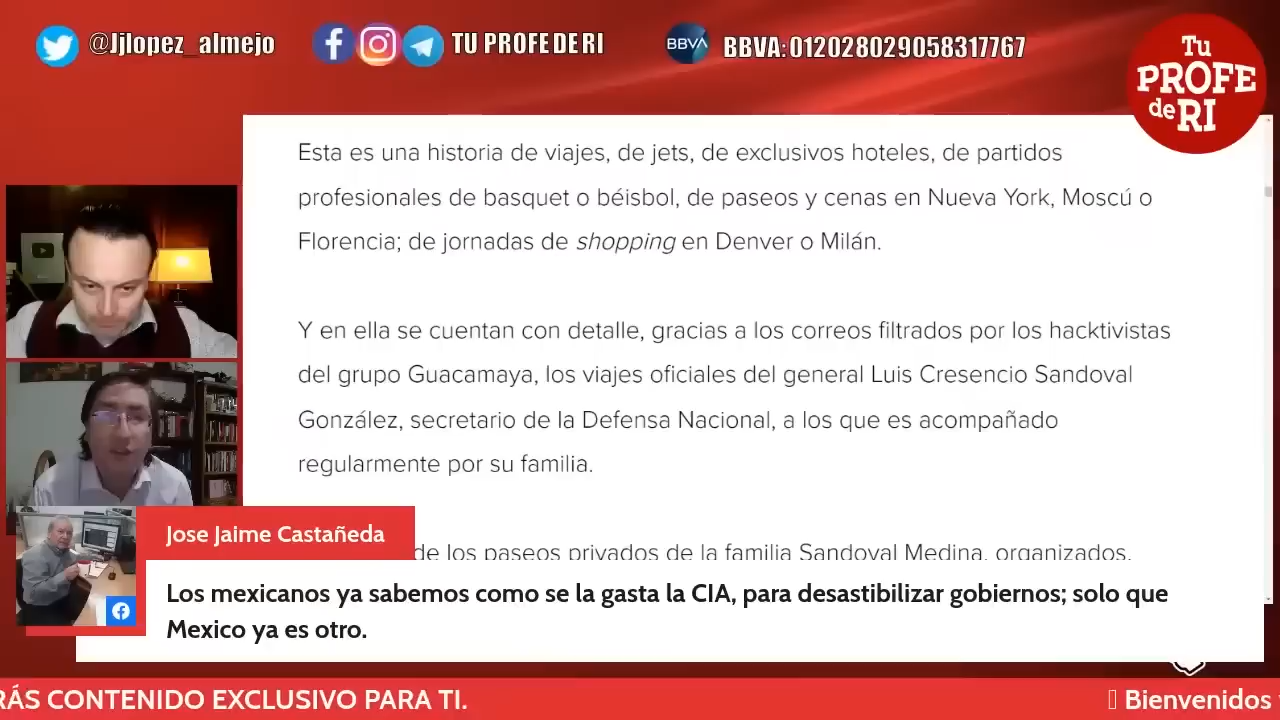 @Jjlopez_almejo
TU PROFE DE RI
BBVA
BBVA: 012028029058317767
Tu
PROFE
de RI
Esta es una historia de viajes, de jets, de exclusivos hoteles, de partidos
profesionales de basquet o béisbol, de paseos y cenas en Nueva York, Moscú o
Florencia; de jornadas de shopping en Denver o Milán.
Y en ella se cuentan con detalle, gracias a los correos filtrados por los hacktivistas
del grupo Guacamaya, los viajes oficiales del general Luis Cresencio Sandoval
González, secretario de la Defensa Nacional, a los que es acompañado
regularmente por su familia.
de los paseos privados de la familia Sandoval Medina, organizados,
Jose Jaime Castañeda
Los mexicanos ya sabemos como se la gasta la CIA, para desastibilizar gobiernos; solo que
Mexico ya es otro.
RÁS CONTENIDO EXCLUSIVO PARA TI.
Bienvenidos